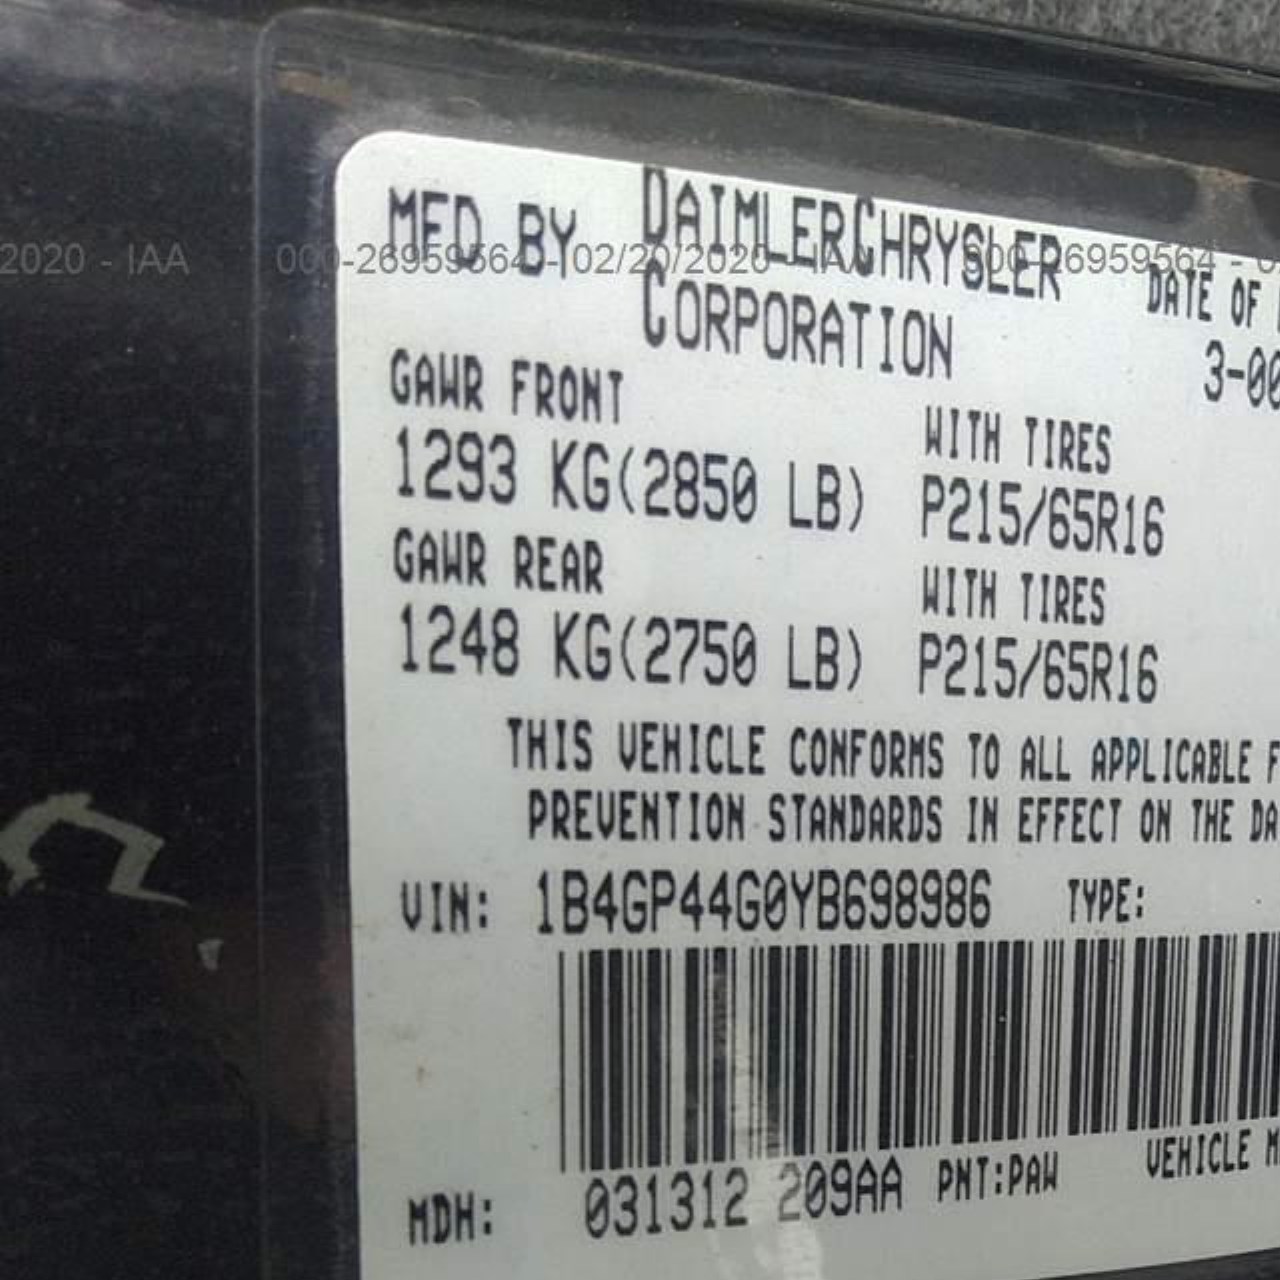 2020 - IAA 000-26959564 - 02/20/2020 - IAA 000-26959564 - 0
MFD BY DAIMLERCHRYSLER
CORPORATION
DATE OF
3-00
GAWR FRONT
WITH TIRES
1293 KG(2850 LB) P215/65R16
GAWR REAR
WITH TIRES
1248 KG(2750 LB) P215/65R16
THIS VEHICLE CONFORMS TO ALL APPLICABLE F
PREVENTION STANDARDS IN EFFECT ON THE DA
VIN: 1B4GP44G0YB698986 TYPE:
MDH: 031312 209AA PNT:PAW VEHICLE M